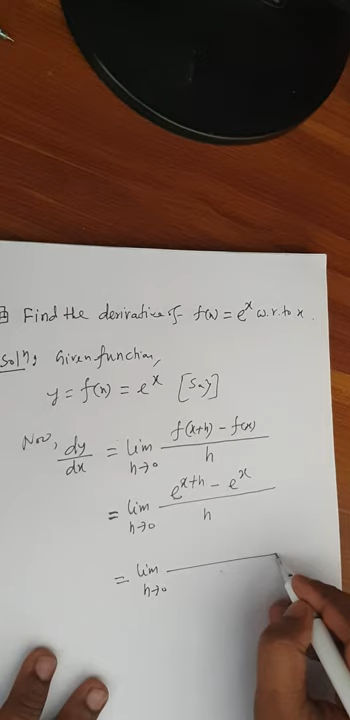 Find the derivative of f(x) = e^x w.r.to x.
Solⁿ: Given function,
y = f(x) = e^x [Say]
Now, dy/dx = lim h→0 f(x+h) - f(x) / h
= lim h→0 e^x+h - e^x / h
= lim h→0